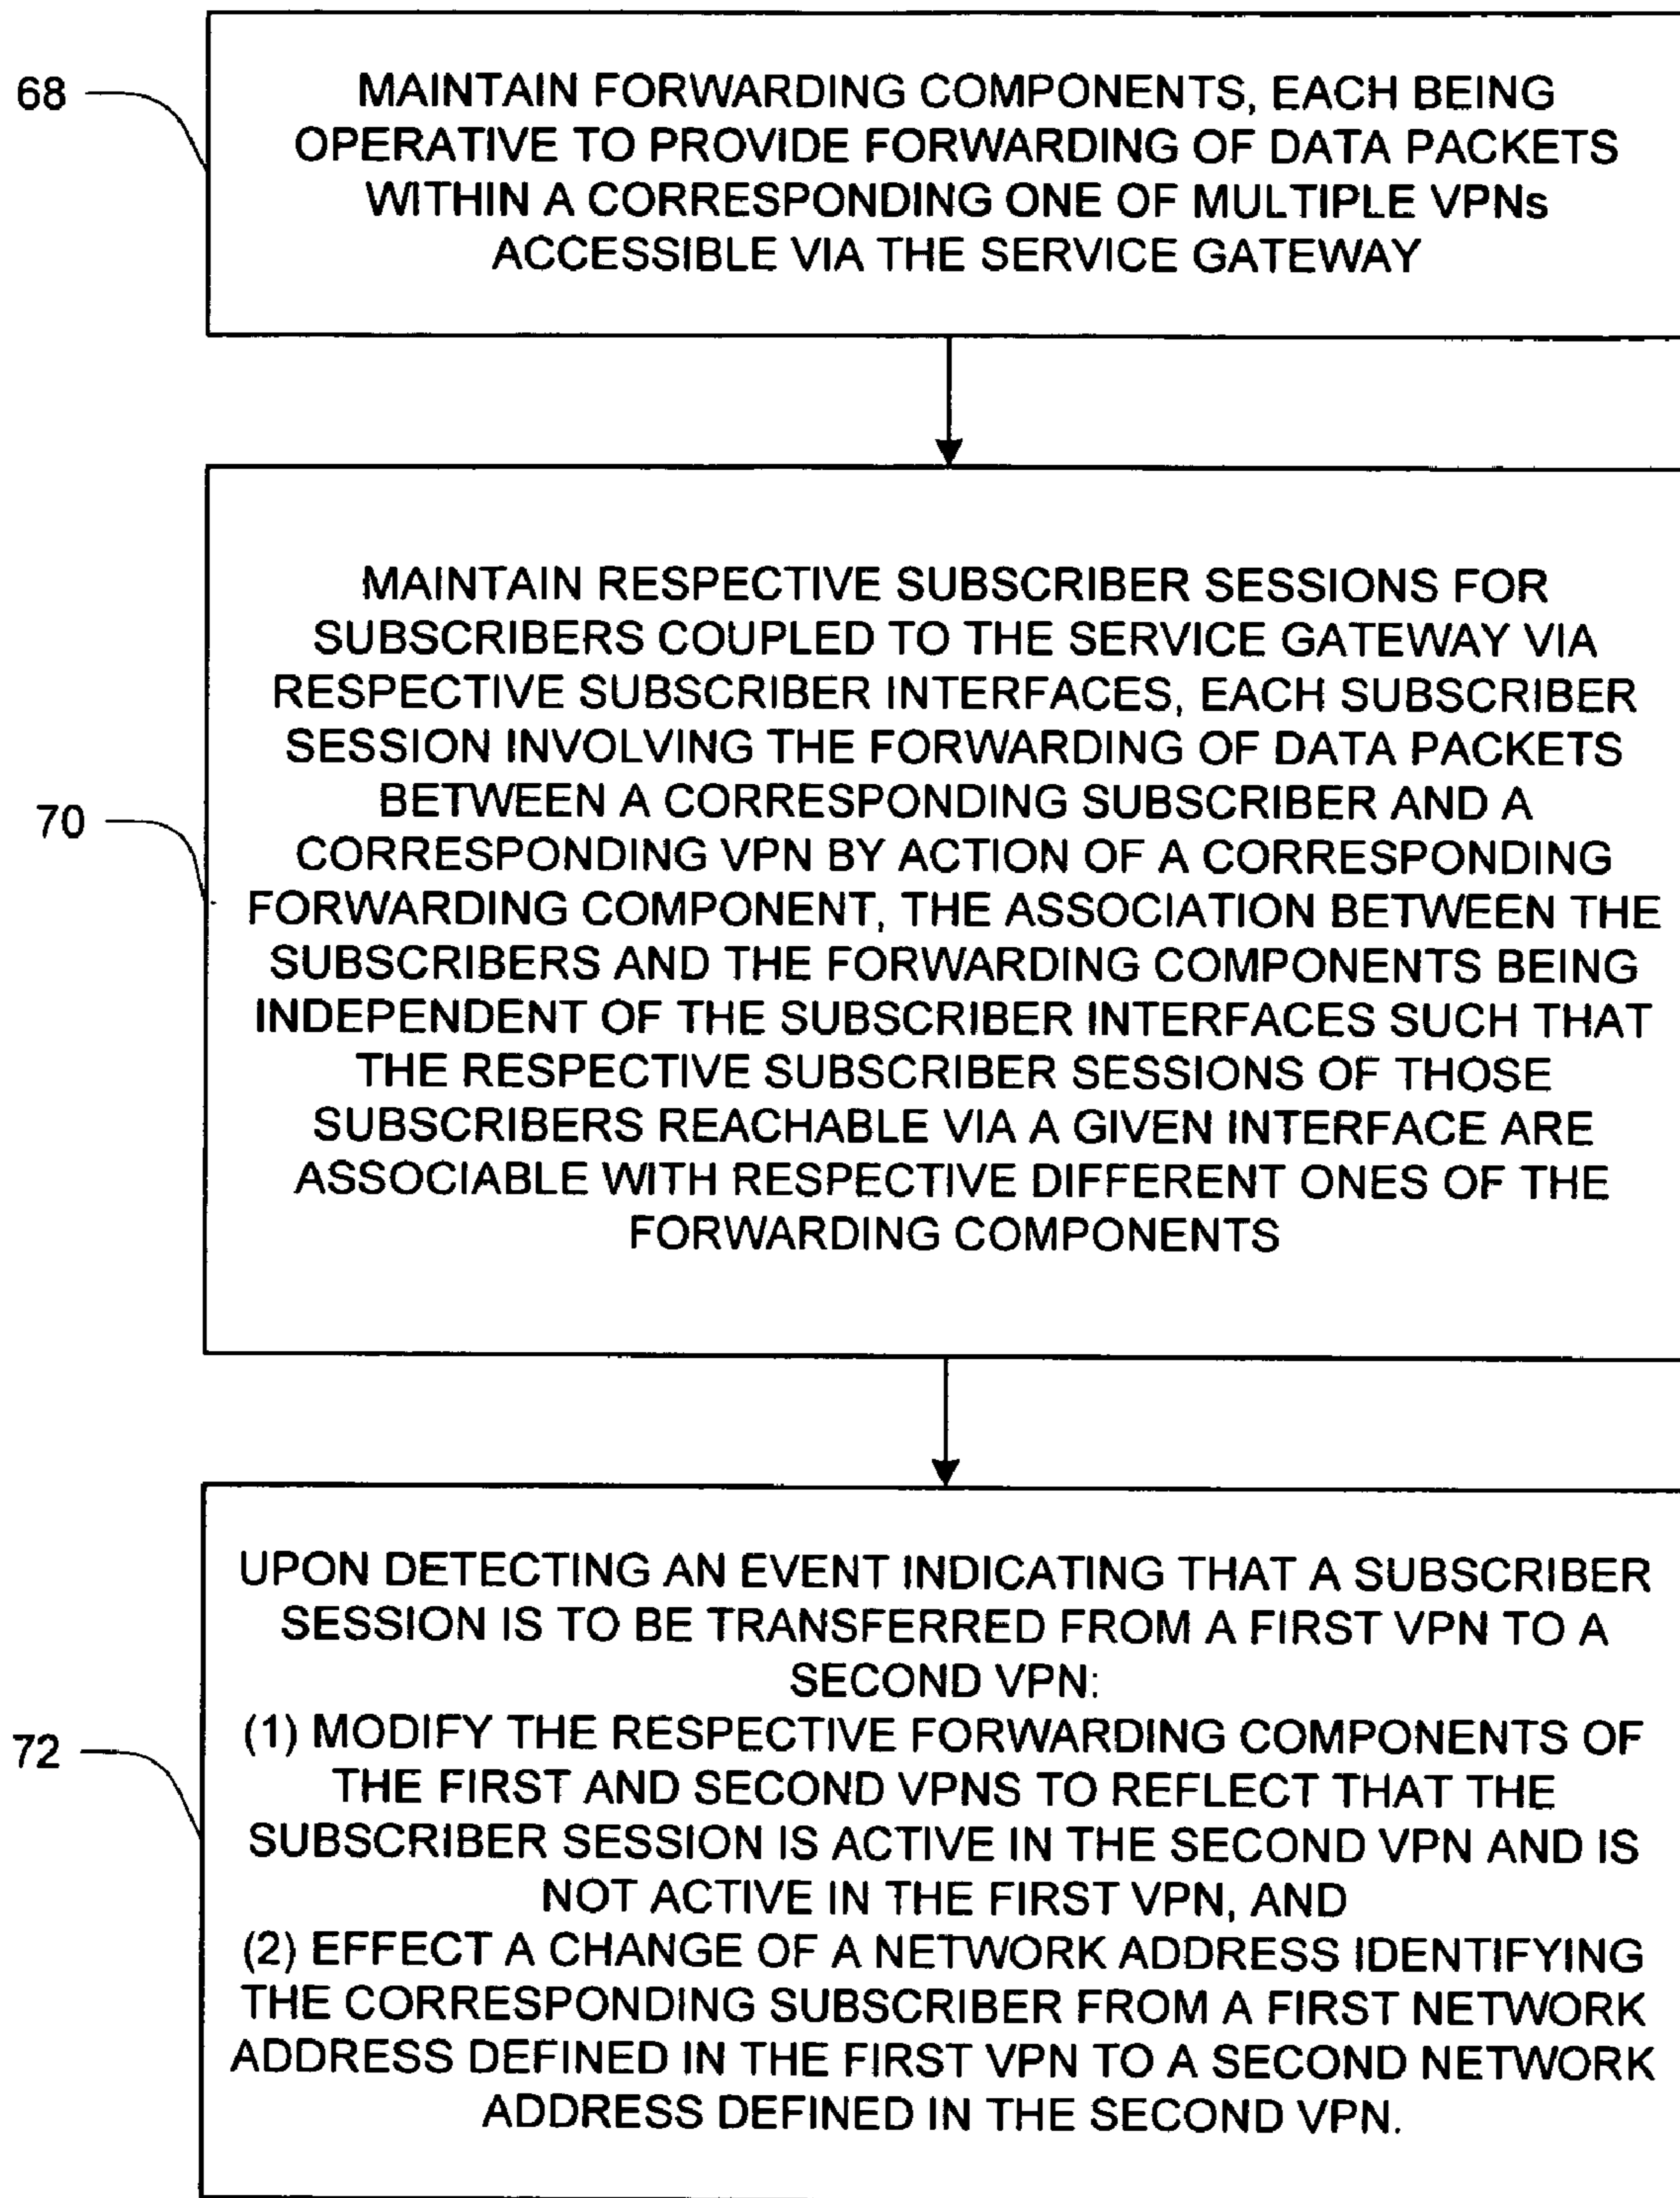 68
MAINTAIN FORWARDING COMPONENTS, EACH BEING
OPERATIVE TO PROVIDE FORWARDING OF DATA PACKETS
WITHIN A CORRESPONDING ONE OF MULTIPLE VPNs
ACCESSIBLE VIA THE SERVICE GATEWAY
70
MAINTAIN RESPECTIVE SUBSCRIBER SESSIONS FOR
SUBSCRIBERS COUPLED TO THE SERVICE GATEWAY VIA
RESPECTIVE SUBSCRIBER INTERFACES, EACH SUBSCRIBER
SESSION INVOLVING THE FORWARDING OF DATA PACKETS
BETWEEN A CORRESPONDING SUBSCRIBER AND A
CORRESPONDING VPN BY ACTION OF A CORRESPONDING
FORWARDING COMPONENT, THE ASSOCIATION BETWEEN THE
SUBSCRIBERS AND THE FORWARDING COMPONENTS BEING
INDEPENDENT OF THE SUBSCRIBER INTERFACES SUCH THAT
THE RESPECTIVE SUBSCRIBER SESSIONS OF THOSE
SUBSCRIBERS REACHABLE VIA A GIVEN INTERFACE ARE
ASSOCIABLE WITH RESPECTIVE DIFFERENT ONES OF THE
FORWARDING COMPONENTS
72
UPON DETECTING AN EVENT INDICATING THAT A SUBSCRIBER
SESSION IS TO BE TRANSFERRED FROM A FIRST VPN TO A
SECOND VPN:
(1) MODIFY THE RESPECTIVE FORWARDING COMPONENTS OF
THE FIRST AND SECOND VPNS TO REFLECT THAT THE
SUBSCRIBER SESSION IS ACTIVE IN THE SECOND VPN AND IS
NOT ACTIVE IN THE FIRST VPN, AND
(2) EFFECT A CHANGE OF A NETWORK ADDRESS IDENTIFYING
THE CORRESPONDING SUBSCRIBER FROM A FIRST NETWORK
ADDRESS DEFINED IN THE FIRST VPN TO A SECOND NETWORK
ADDRESS DEFINED IN THE SECOND VPN.